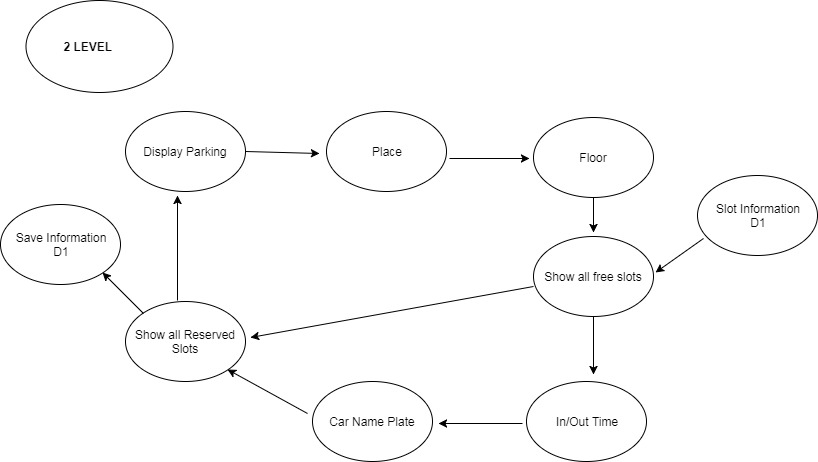 2 LEVEL
Display Parking
Place
Floor
Slot Information
D1
Save Information
D1
Show all free slots
Show all Reserved
Slots
Car Name Plate
In/Out Time